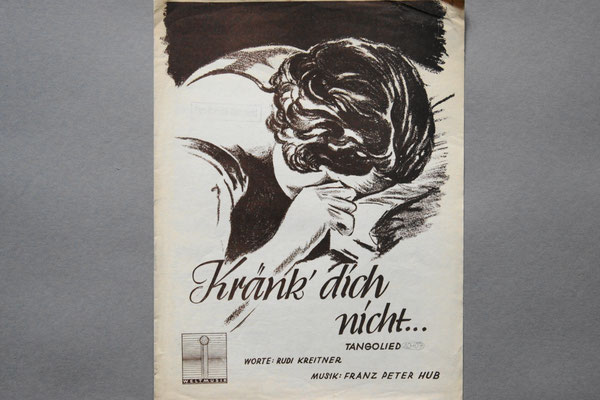 Kränk' dich
nicht...
TANGOLIED
WORTE: RUDI KREITNER
MUSIK: FRANZ PETER HUB
WELTMUSIK